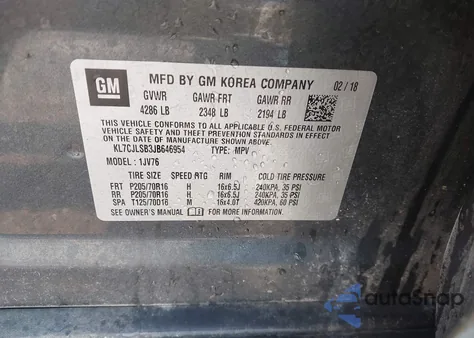 GM
MFD BY GM KOREA COMPANY 02 / 18
GVWR GAWR FRT GAWR RR
4286 LB 2348 LB 2194 LB
THIS VEHICLE CONFORMS TO ALL APPLICABLE U.S. FEDERAL MOTOR
VEHICLE SAFETY, BUMPER, AND THEFT PREVENTION STANDARDS IN EFFECT
ON THE DATE OF MANUFACTURE SHOWN ABOVE.
KL7CJLSB3JB646954 TYPE: MPV
MODEL: 1JV76
TIRE SIZE SPEED RTG RIM COLD TIRE PRESSURE
FRT P205/70R16 H 16x6.5J 240KPA, 35 PSI
RR P205/70R16 H 16x6.5J 240KPA, 35 PSI
SPA T125/70D16 M 16x4.0T 420KPA, 60 PSI
SEE OWNER'S MANUAL i FOR MORE INFORMATION.
autoSnap